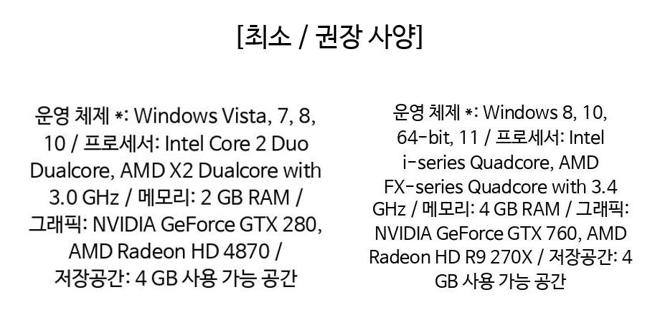 [최소 / 권장 사양]
운영 체제 *: Windows Vista, 7, 8,
10 / 프로세서: Intel Core 2 Duo
Dualcore, AMD X2 Dualcore with
3.0 GHz / 메모리: 2 GB RAM /
그래픽: NVIDIA GeForce GTX 280,
AMD Radeon HD 4870 /
저장공간: 4 GB 사용 가능 공간
운영 체제 *: Windows 8, 10,
64-bit, 11 / 프로세서: Intel
i-series Quadcore, AMD
FX-series Quadcore with 3.4
GHz / 메모리: 4 GB RAM / 그래픽:
NVIDIA GeForce GTX 760, AMD
Radeon HD R9 270X / 저장공간: 4
GB 사용 가능 공간